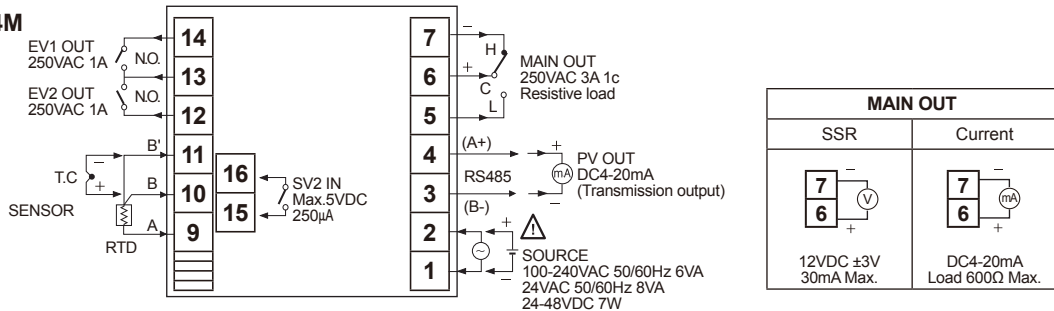 4M
EV1 OUT
250VAC 1A
N.O.
EV2 OUT
250VAC 1A
N.O.
14
13
12
11
10
9
16
15
B'
B
A
T.C
−
+
SENSOR
RTD
SV2 IN
Max.5VDC
250µA
7
6
5
4
3
2
1
−
H
+
C
L
MAIN OUT
250VAC 3A 1c
Resistive load
(A+)
RS485
(B-)
+
mA
−
PV OUT
DC4-20mA
(Transmission output)
~
+
−
!
SOURCE
100-240VAC 50/60Hz 6VA
24VAC 50/60Hz 8VA
24-48VDC 7W
MAIN OUT
SSR
Current
7
6
−
V
+
12VDC ±3V
30mA Max.
7
6
−
mA
+
DC4-20mA
Load 600Ω Max.